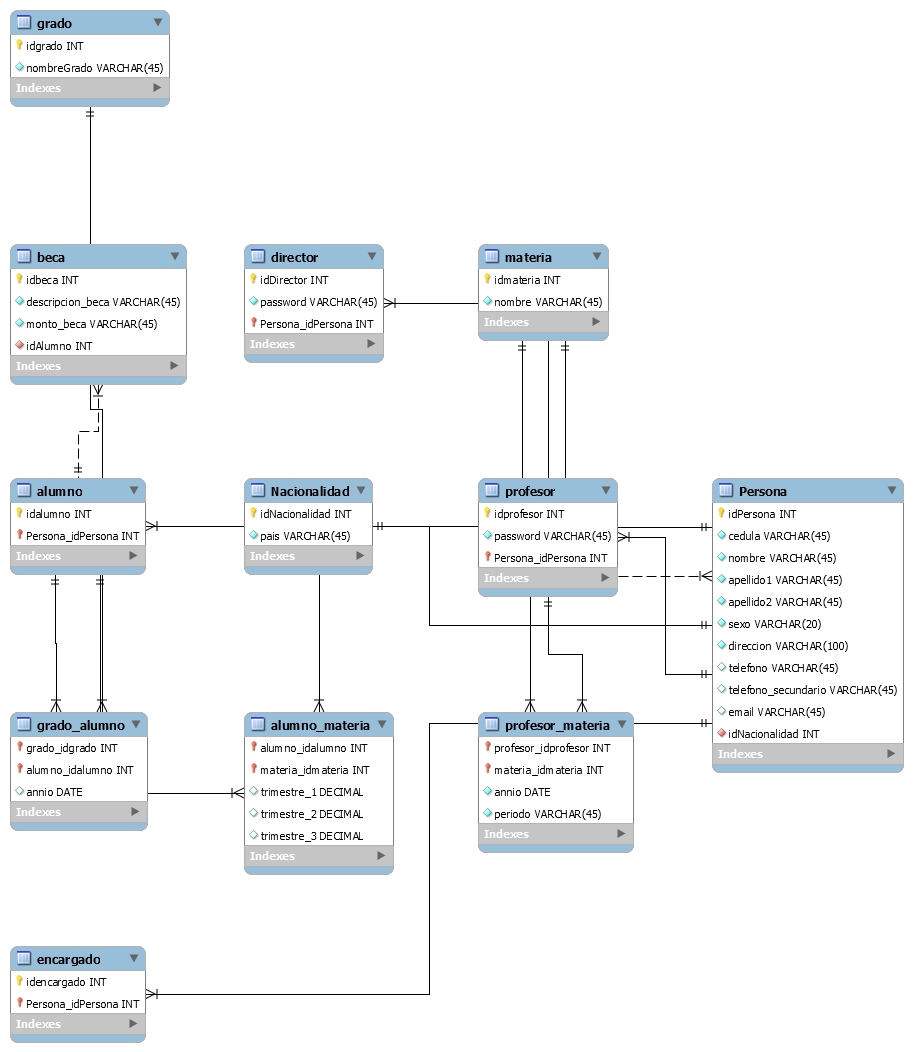 grado
idgrado INT
nombreGrado VARCHAR(45)
Indexes
beca
idbeca INT
descripcion_beca VARCHAR(45)
monto_beca VARCHAR(45)
idAlumno INT
Indexes
director
idDirector INT
password VARCHAR(45)
Persona_idPersona INT
Indexes
materia
idmateria INT
nombre VARCHAR(45)
Indexes
alumno
idalumno INT
Persona_idPersona INT
Indexes
Nacionalidad
idNacionalidad INT
pais VARCHAR(45)
Indexes
profesor
idprofesor INT
password VARCHAR(45)
Persona_idPersona INT
Indexes
Persona
idPersona INT
cedula VARCHAR(45)
nombre VARCHAR(45)
apellido1 VARCHAR(45)
apellido2 VARCHAR(45)
sexo VARCHAR(20)
direccion VARCHAR(100)
telefono VARCHAR(45)
telefono_secundario VARCHAR(45)
email VARCHAR(45)
idNacionalidad INT
Indexes
grado_alumno
grado_idgrado INT
alumno_idalumno INT
annio DATE
Indexes
alumno_materia
alumno_idalumno INT
materia_idmateria INT
trimestre_1 DECIMAL
trimestre_2 DECIMAL
trimestre_3 DECIMAL
Indexes
profesor_materia
profesor_idprofesor INT
materia_idmateria INT
annio DATE
periodo VARCHAR(45)
Indexes
encargado
idencargado INT
Persona_idPersona INT
Indexes